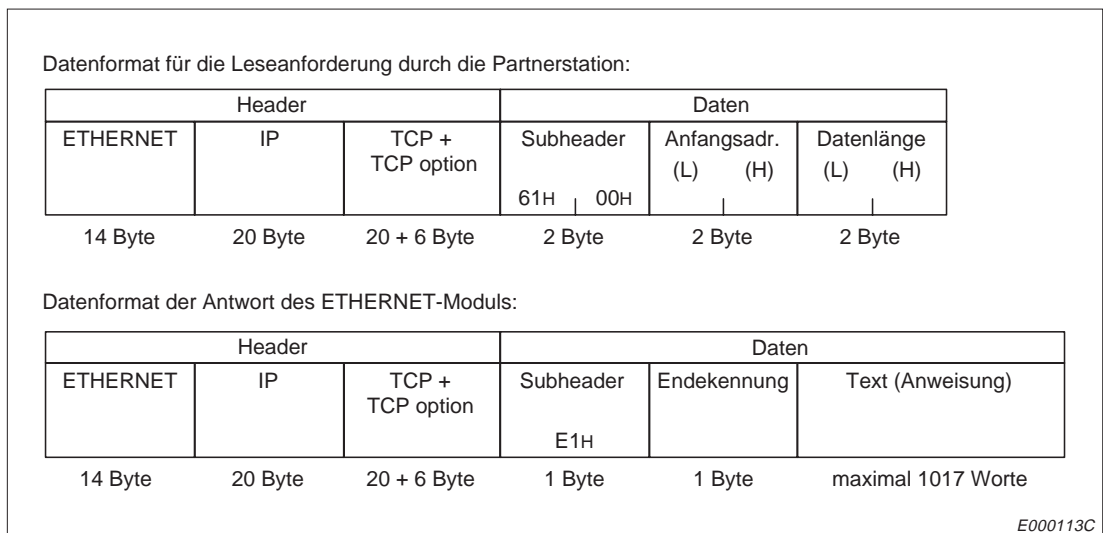 Datenformat für die Leseanforderung durch die Partnerstation:
Header Daten
ETHERNET IP TCP + Subheader Anfangsadr. Datenlänge
TCP option (L) (H) (L) (H)
61H 00H
14 Byte 20 Byte 20 + 6 Byte 2 Byte 2 Byte 2 Byte
Datenformat der Antwort des ETHERNET-Moduls:
Header Daten
ETHERNET IP TCP + Subheader Endekennung Text (Anweisung)
TCP option
E1H
14 Byte 20 Byte 20 + 6 Byte 1 Byte 1 Byte maximal 1017 Worte
E000113C